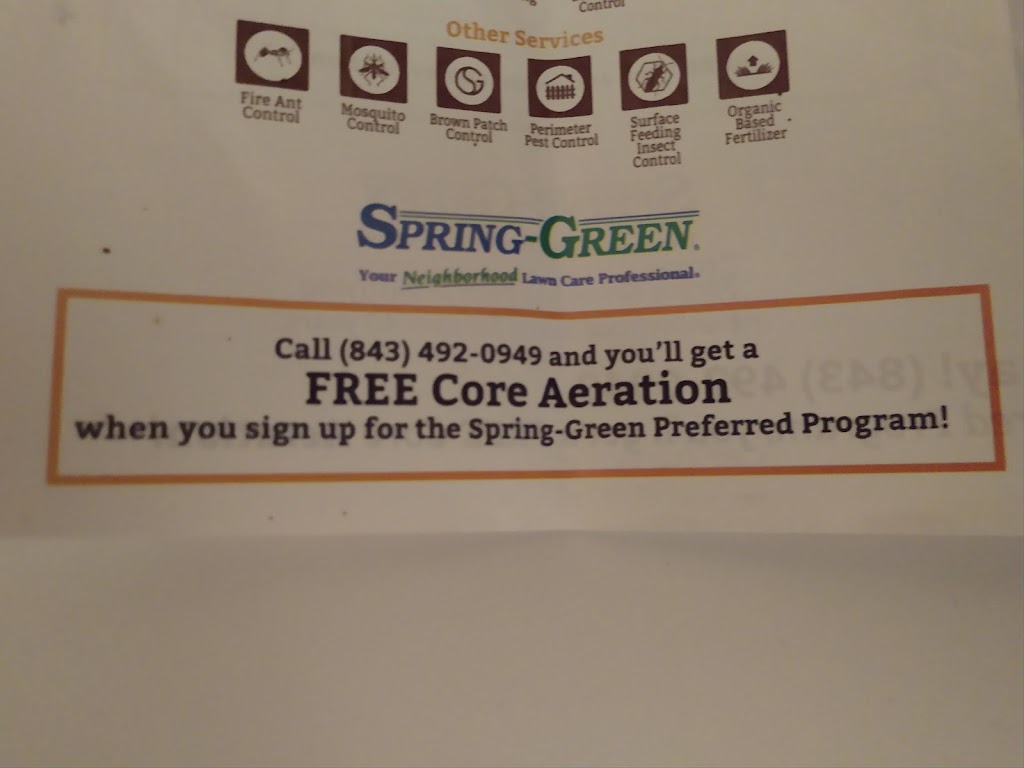 Control
Other Services
Fire Ant
Control
Mosquito
Control
Brown Patch
Control
Perimeter
Pest Control
Surface
Feeding
Insect
Control
Organic
Based
Fertilizer
SPRING-GREEN®
Your Neighborhood Lawn Care Professional®
Call (843) 492-0949 and you'll get a
FREE Core Aeration
when you sign up for the Spring-Green Preferred Program!